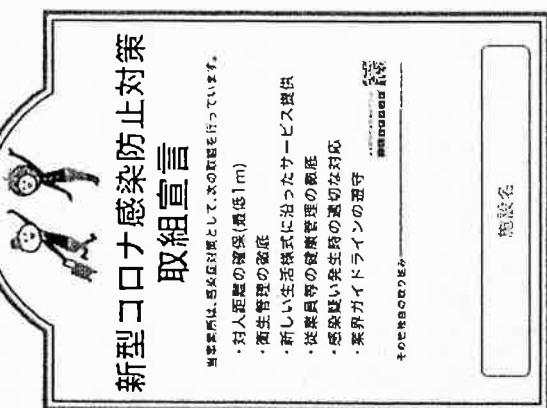 新型コロナ感染防止対策
取組宣言
当事業所は、感染症対策として、次の取組を行っています。
・対人距離の確保(最低1m)
・衛生管理の徹底
・新しい生活様式に沿ったサービス提供
・従業員等の健康管理の徹底
・感染疑い発生時の適切な対応
・業界ガイドラインの遵守
その他独自の取り組み
施設名